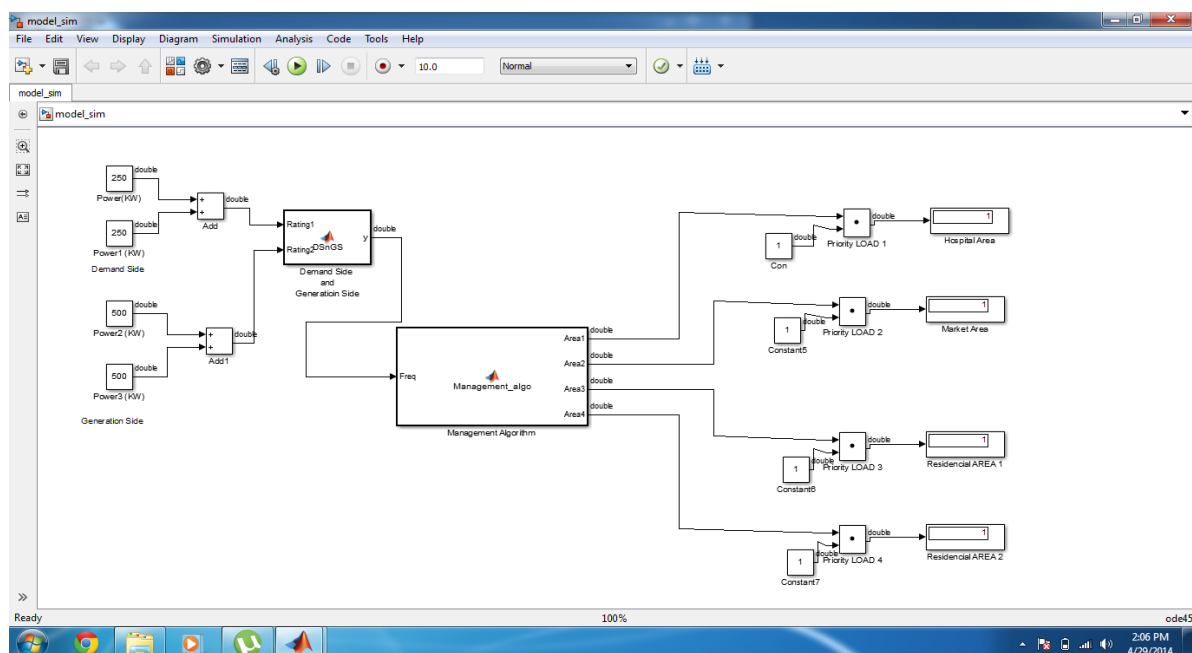 model_sim
File Edit View Display Diagram Simulation Analysis Code Tools Help
10.0 Normal
model_sim
model_sim
250 double
Power(KW)
+
+
double
Add
250 double
Power1 (KW)
Demand Side
Rating1
Rating2
DSnGS
y
double
Demand Side
and
Generatioin Side
500 double
Power2 (KW)
+
+
double
Add1
500 double
Power3 (KW)
Generation Side
Freq
Management_algo
Area1 double
Area2 double
Area3 double
Area4 double
Management Algorithm
1 double
Con
double
Priority LOAD 1
1
Hospital Area
1 double
Constant5
double
Priority LOAD 2
1
Market Area
1 double
Constant6
double
Priority LOAD 3
1
Residencial AREA 1
1 double
Constant7
double
Priority LOAD 4
1
Residencial AREA 2
Ready 100% ode45
2:06 PM
4/29/2014